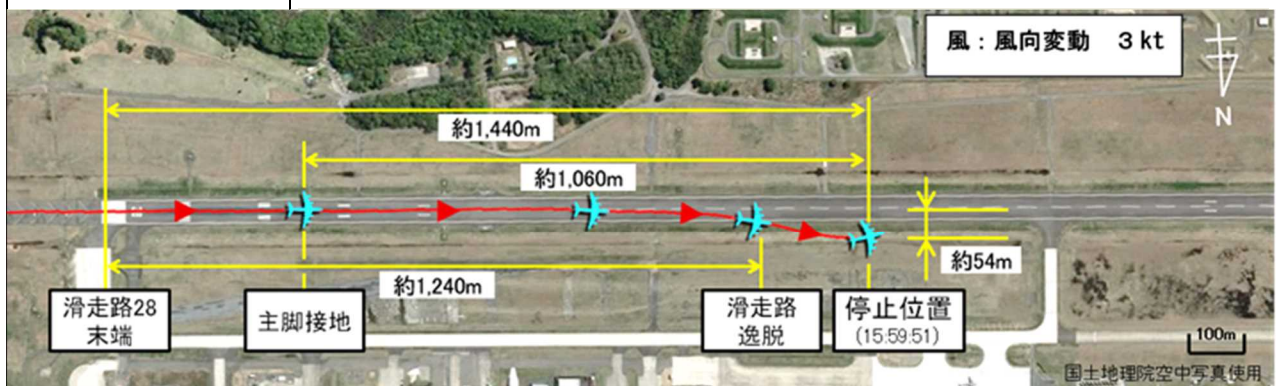 風：風向変動　3 kt
N
約1,440m
約1,060m
約54m
約1,240m
滑走路28
末端
主脚接地
滑走路
逸脱
停止位置
(15:59:51)
100m
国土地理院空中写真使用